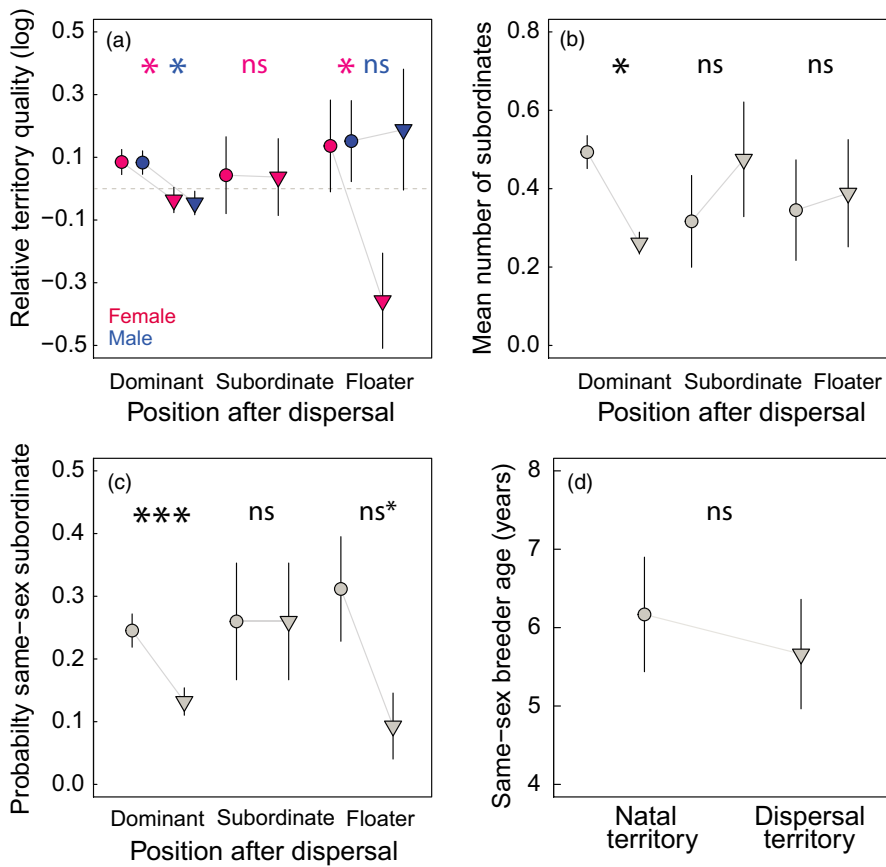 (a)
* * ns * ns
Relative territory quality (log)
0.5
0.3
0.1
−0.1
−0.3
−0.5
Female
Male
Dominant Subordinate Floater
Position after dispersal
(b)
* ns ns
Mean number of subordinates
0.8
0.6
0.4
0.2
0.0
Dominant Subordinate Floater
Position after dispersal
(c)
*** ns ns*
Probabilty same−sex subordinate
0.5
0.4
0.3
0.2
0.1
0.0
Dominant Subordinate Floater
Position after dispersal
(d)
ns
Same−sex breeder age (years)
8
7
6
5
4
Natal Dispersal
territory territory